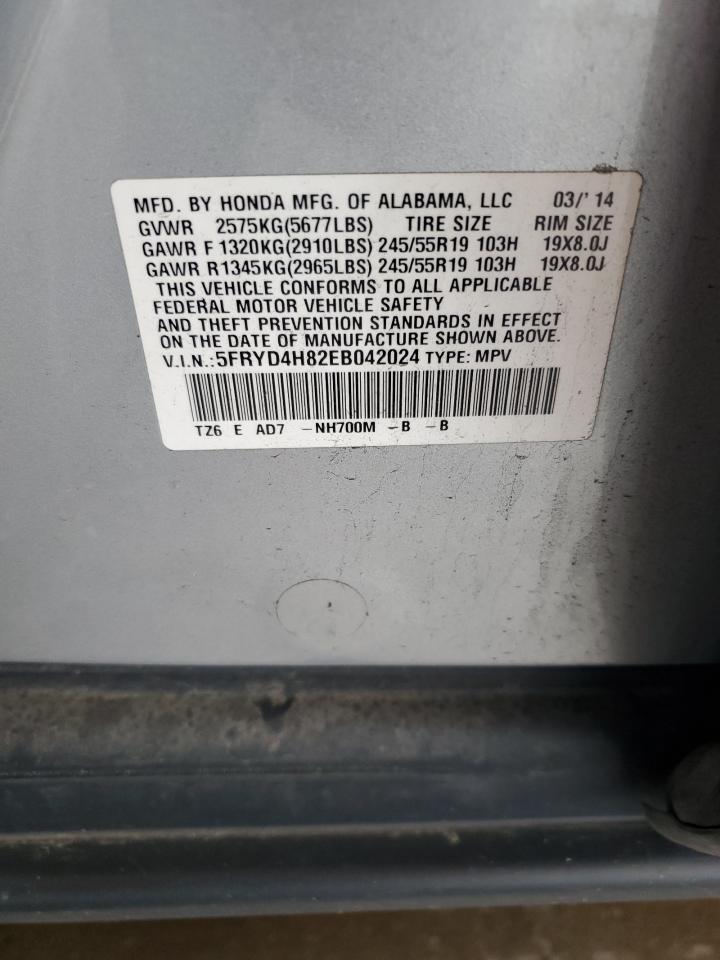 MFD. BY HONDA MFG. OF ALABAMA, LLC 03/'14
GVWR 2575KG(5677LBS) TIRE SIZE RIM SIZE
GAWR F 1320KG(2910LBS) 245/55R19 103H 19X8.0J
GAWR R1345KG(2965LBS) 245/55R19 103H 19X8.0J
THIS VEHICLE CONFORMS TO ALL APPLICABLE
FEDERAL MOTOR VEHICLE SAFETY
AND THEFT PREVENTION STANDARDS IN EFFECT
ON THE DATE OF MANUFACTURE SHOWN ABOVE.
V.I.N.:5FRYD4H82EB042024 TYPE: MPV
TZ6 E AD7 -NH700M -B -B